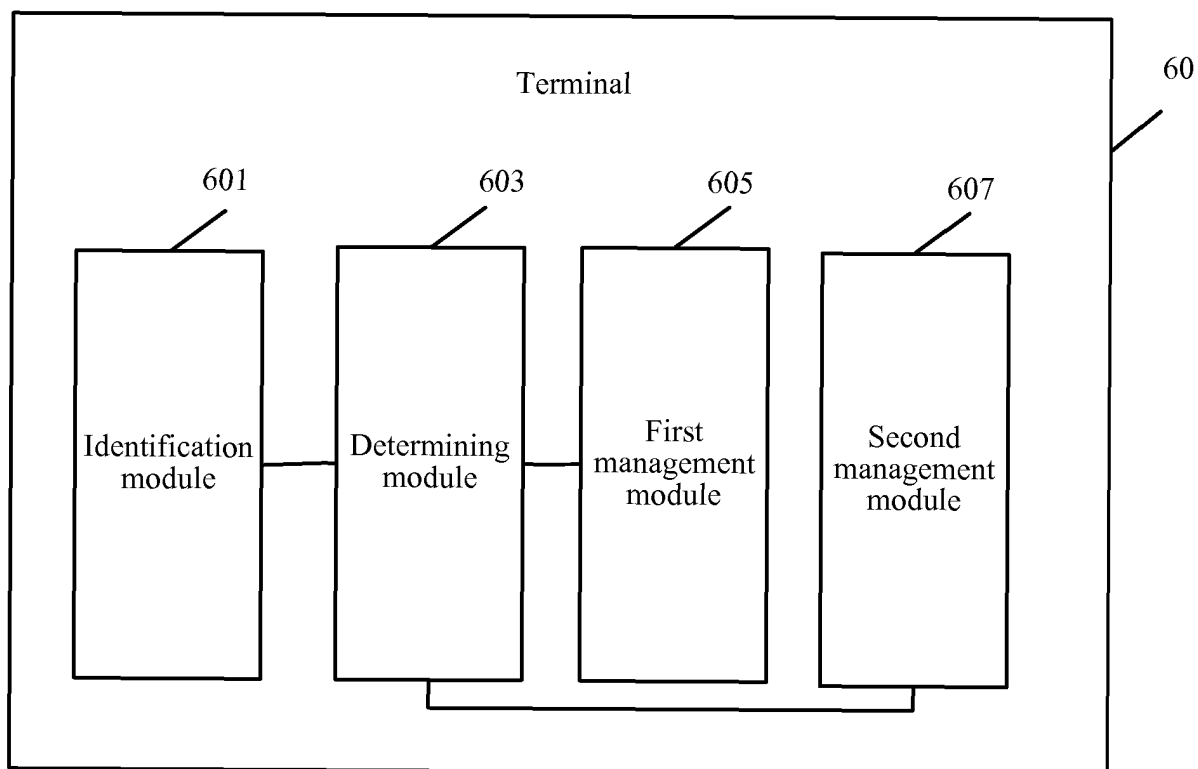 Terminal
60
601
603
605
607
Identification
module
Determining
module
First
management
module
Second
management
module